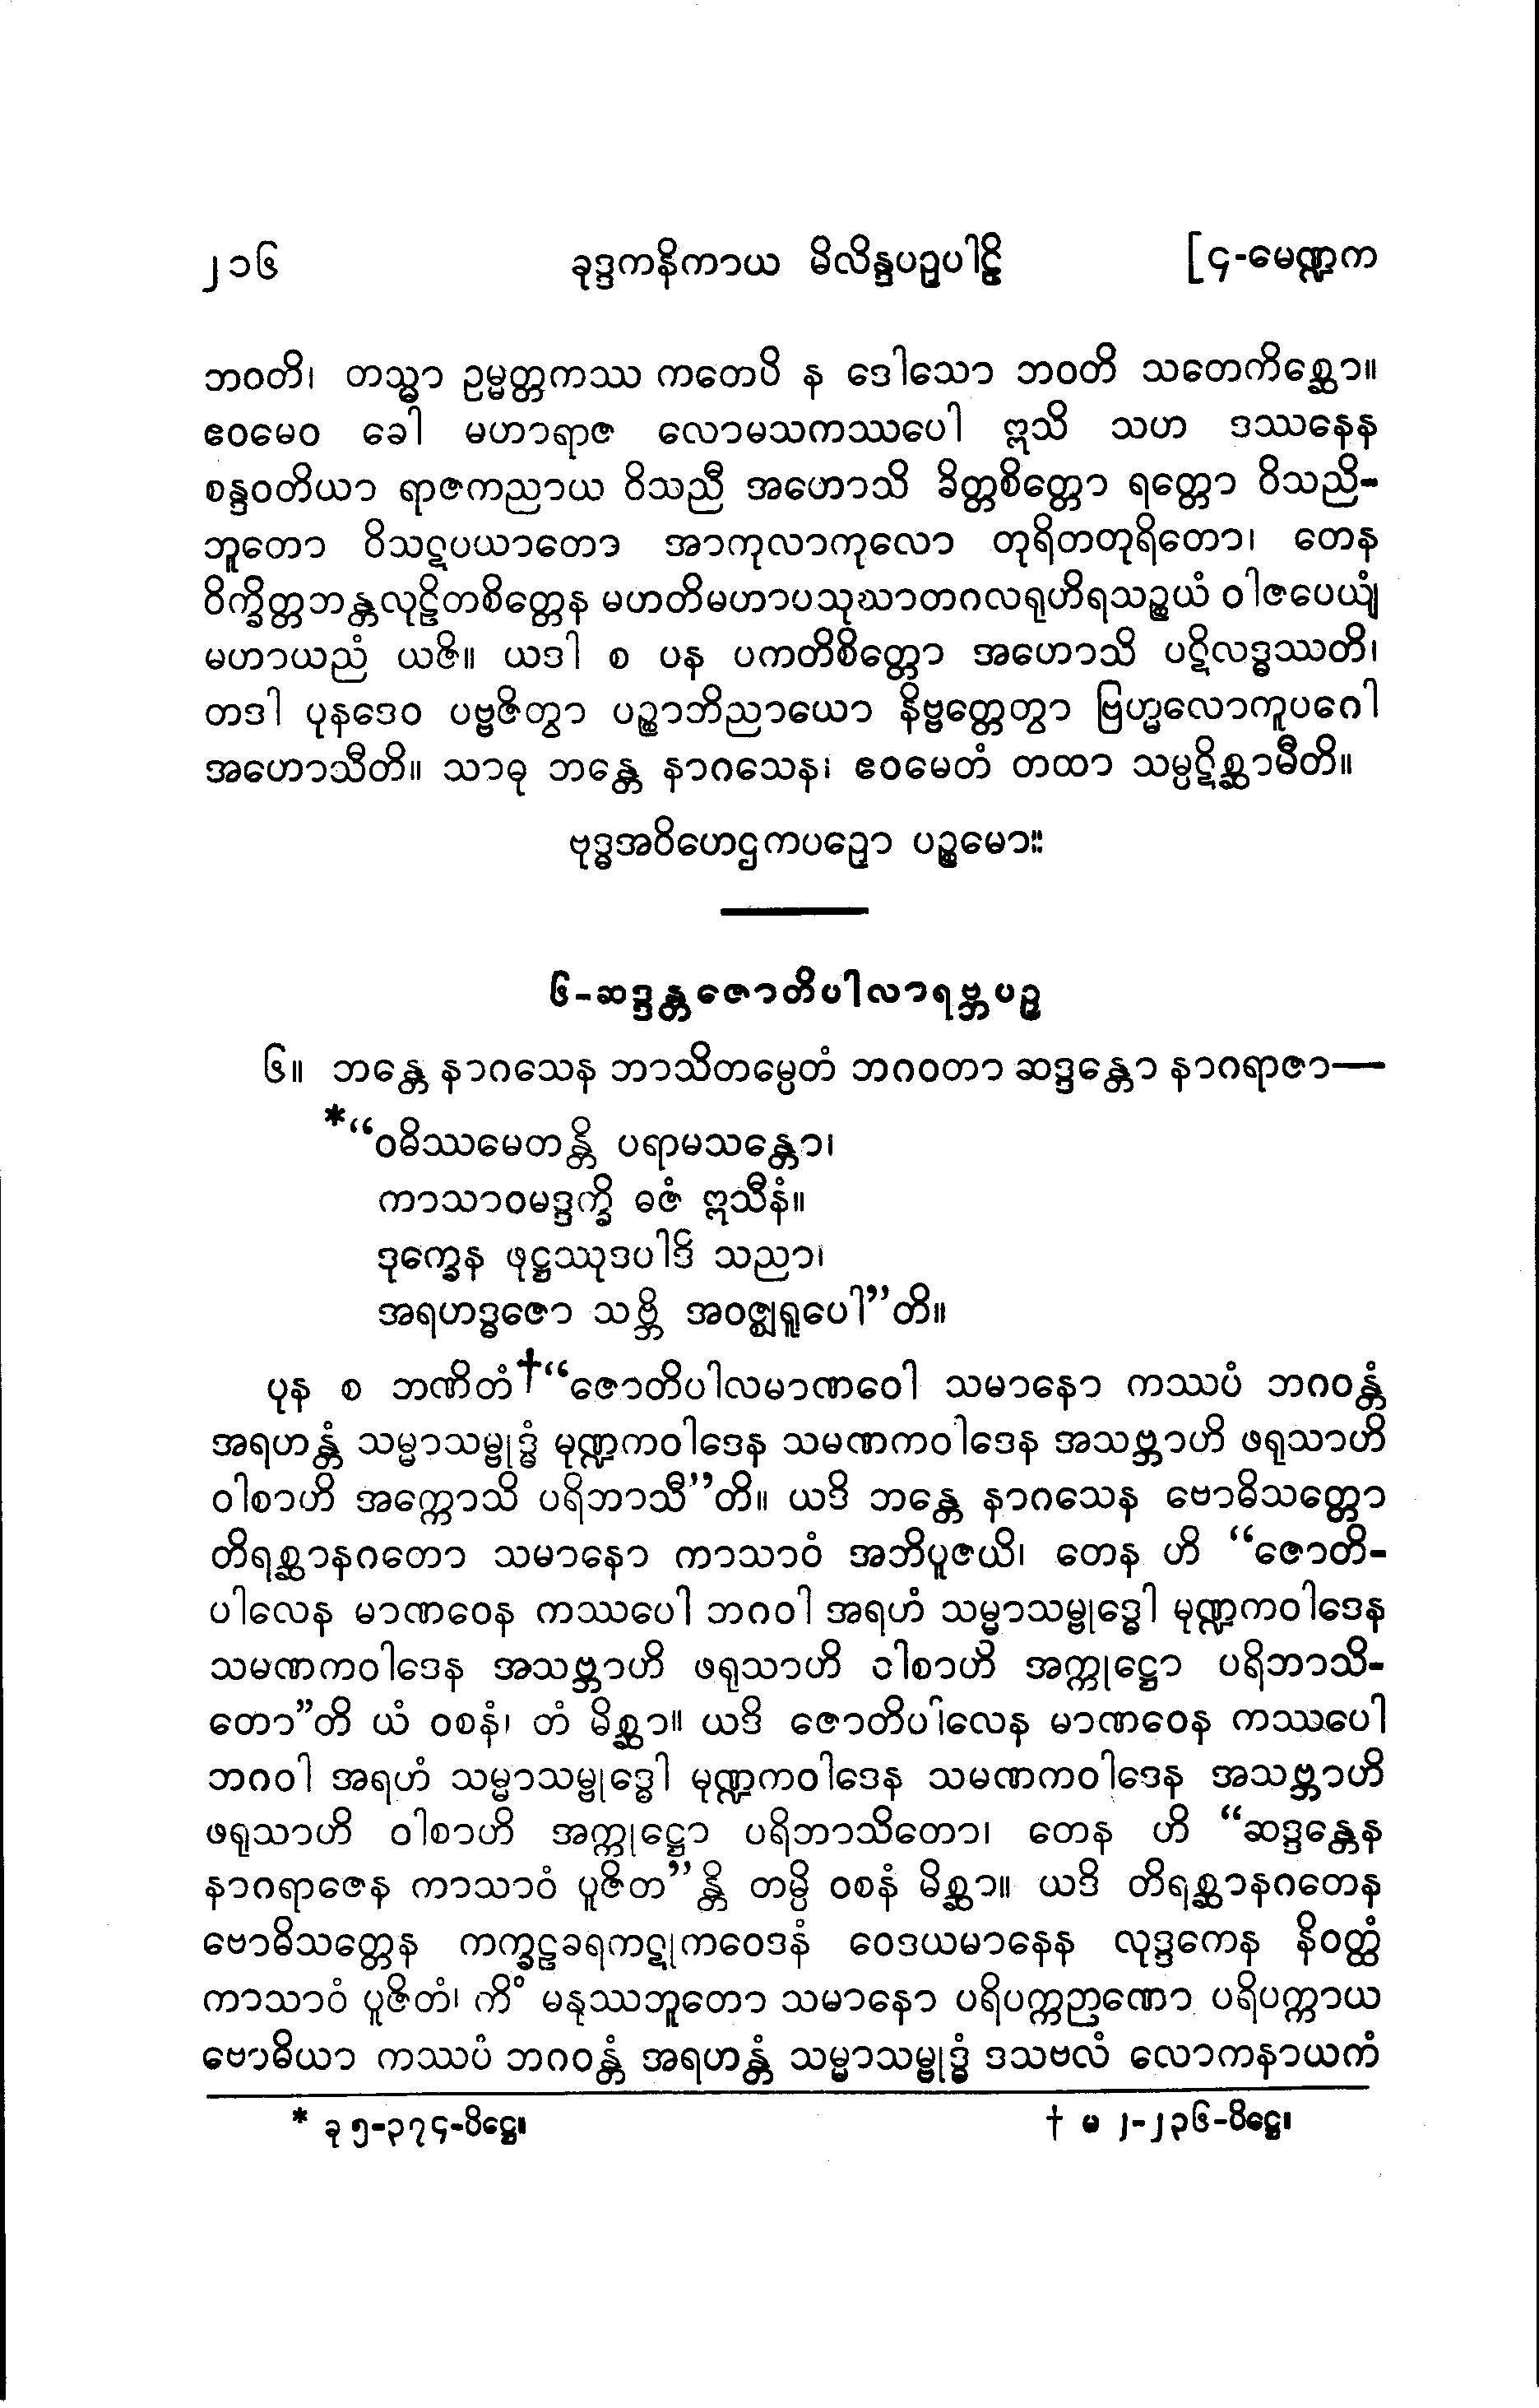 ၂၁၆ ခုဒ္ဒကနိကာယ မိလိန္ဒပဉှပါဠိ [၄-မေဏ္ဍက
ဘဝတိ၊ တသ္မာ ဥမ္မတ္တကဿ ကတေပိ န ဒေါသော ဘဝတိ သတေကိစ္ဆော။
ဧဝမေဝ ခေါ မဟာရာဇ လောမသကဿပေါ ဣသိ သဟ ဒဿနေန
စန္ဒဝတိယာ ရာဇကညာယ ဝိသညီ အဟောသိ ခိတ္တစိတ္တော ရတ္တော ဝိသညိ-
ဘူတော ဝိသဋပယာတော အာကုလာကုလော တုရိတတုရိတော၊ တေန
ဝိက္ခိတ္တဘန္တလုဠိတစိတ္တေန မဟတိမဟာပသုဃာတဂလရုဟိရသဉ္စယံ ဝါဇပေယျံ
မဟာယညံ ယဇိ။ ယဒါ စ ပန ပကတိစိတ္တော အဟောသိ ပဋိလဒ္ဓဿတိ၊
တဒါ ပုနဒေဝ ပဗ္ဗဇိတွာ ပဉ္စာဘိညာယော နိဗ္ဗတ္တေတွာ ဗြဟ္မလောကူပဂေါ
အဟောသီတိ။ သာဓု ဘန္တေ နာဂသေန၊ ဧဝမေတံ တထာ သမ္ပဋိစ္ဆာမီတိ။
ဗုဒ္ဓအဝိဟေဌကပဉှော ပဉ္စမော။
၆-ဆဒ္ဒန္တဇောတိပါလာရဗ္ဘပဉှ
၆။ ဘန္တေ နာဂသေန ဘာသိတမ္ပေတံ ဘဂဝတာ ဆဒ္ဒန္တော နာဂရာဇာ—
*“ဝဓိဿမေတန္တိ ပရာမသန္တော၊
ကာသာဝမဒ္ဒက္ခိ ဓဇံ ဣသီနံ။
ဒုက္ခေန ဖုဋ္ဌဿုဒပါဒိ သညာ၊
အရဟဒ္ဓဇော သဗ္ဘိ အဝဇ္ဈရူပေါ”တိ။
ပုန စ ဘဏိတံ†“ဇောတိပါလမာဏဝေါ သမာနော ကဿပံ ဘဂဝန္တံ
အရဟန္တံ သမ္မာသမ္ဗုဒ္ဓံ မုဏ္ဍကဝါဒေန သမဏကဝါဒေန အသဗ္ဘာဟိ ဖရုသာဟိ
ဝါစာဟိ အက္ကောသိ ပရိဘာသီ”တိ။ ယဒိ ဘန္တေ နာဂသေန ဗောဓိသတ္တော
တိရစ္ဆာနဂတော သမာနော ကာသာဝံ အဘိပူဇယိ၊ တေန ဟိ “ဇောတိ-
ပါလေန မာဏဝေန ကဿပေါ ဘဂဝါ အရဟံ သမ္မာသမ္ဗုဒ္ဓေါ မုဏ္ဍကဝါဒေန
သမဏကဝါဒေန အသဗ္ဘာဟိ ဖရုသာဟိ ဝါစာဟိ အက္ကုဋ္ဌော ပရိဘာသိ-
တော”တိ ယံ ဝစနံ၊ တံ မိစ္ဆာ။ ယဒိ ဇောတိပါလေန မာဏဝေန ကဿပေါ
ဘဂဝါ အရဟံ သမ္မာသမ္ဗုဒ္ဓေါ မုဏ္ဍကဝါဒေန သမဏကဝါဒေန အသဗ္ဘာဟိ
ဖရုသာဟိ ဝါစာဟိ အက္ကုဋ္ဌော ပရိဘာသိတော၊ တေန ဟိ “ဆဒ္ဒန္တေန
နာဂရာဇေန ကာသာဝံ ပူဇိတ”န္တိ တမ္ပိ ဝစနံ မိစ္ဆာ။ ယဒိ တိရစ္ဆာနဂတေန
ဗောဓိသတ္တေန ကက္ခဠခရကဋုကဝေဒနံ ဝေဒယမာနေန လုဒ္ဒကေန နိဝတ္ထံ
ကာသာဝံ ပူဇိတံ၊ ကိံ မနုဿဘူတော သမာနော ပရိပက္ကဉာဏော ပရိပက္ကာယ
ဗောဓိယာ ကဿပံ ဘဂဝန္တံ အရဟန္တံ သမ္မာသမ္ဗုဒ္ဓံ ဒသဗလံ လောကနာယကံ
* ခု ၅-၃၇၄-ပိဋ္ဌေ။ † မ ၂-၂၃၆-ပိဋ္ဌေ။